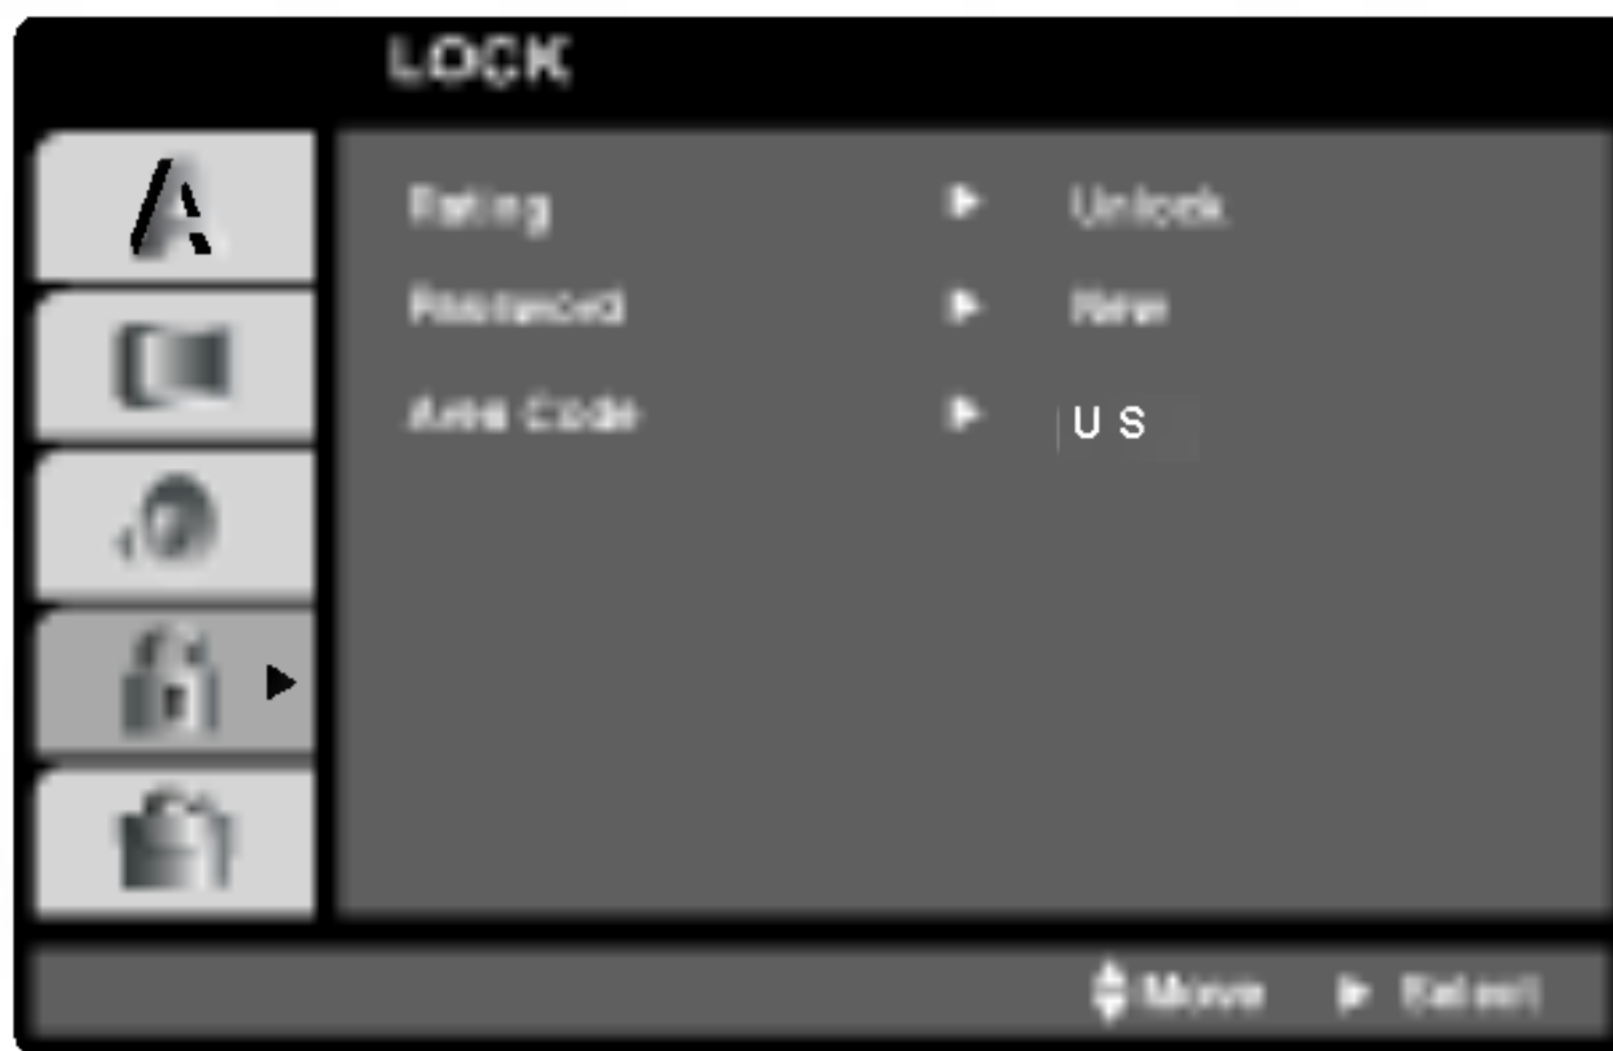 LOCK
A
Rating ► Unlock
Password ► New
Area Code ► U S
Move ► Select